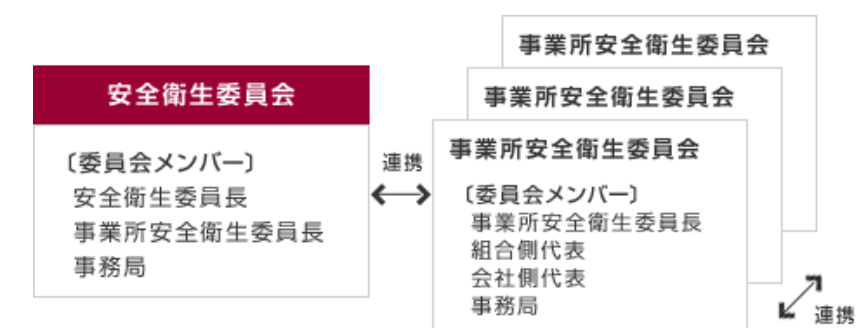 安全衛生委員会
〔委員会メンバー〕
安全衛生委員長
事業所安全衛生委員長
事務局
連携
事業所安全衛生委員会
事業所安全衛生委員会
事業所安全衛生委員会
〔委員会メンバー〕
事業所安全衛生委員長
組合側代表
会社側代表
事務局
連携